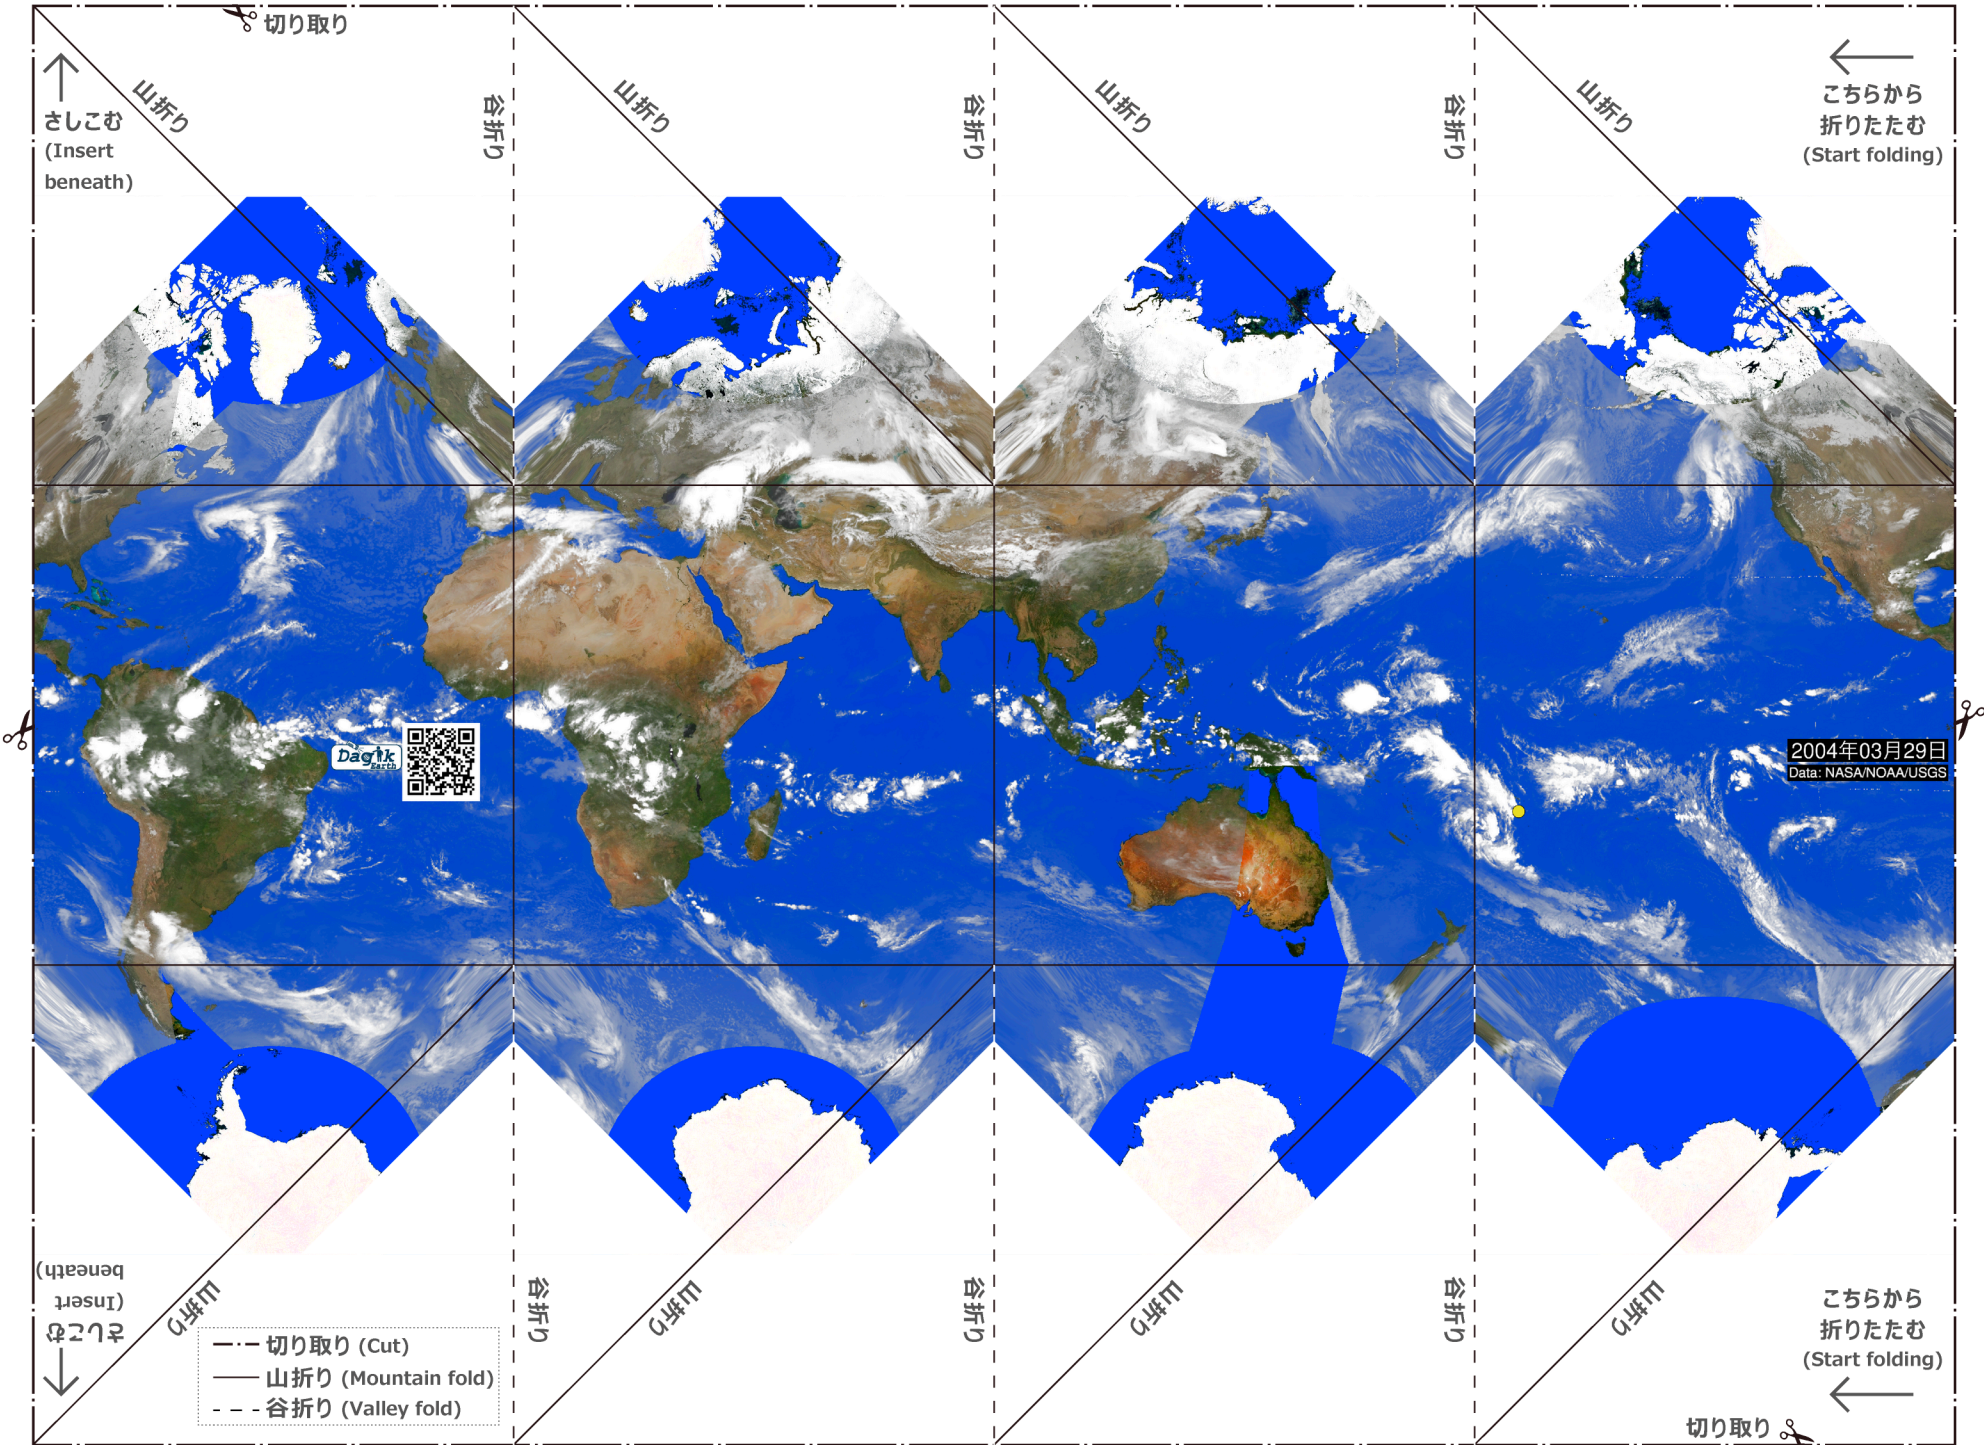 切り取り
山折り
山折り
山折り
山折り
谷折り
谷折り
谷折り
さしこむ
(Insert
beneath)
こちらから
折りたたむ
(Start folding)
Dagik
Earth
2004年03月29日
Data: NASA/NOAA/USGS
さしこむ
(Insert
beneath)
山折り
山折り
山折り
山折り
谷折り
谷折り
谷折り
切り取り (Cut)
山折り (Mountain fold)
谷折り (Valley fold)
こちらから
折りたたむ
(Start folding)
切り取り